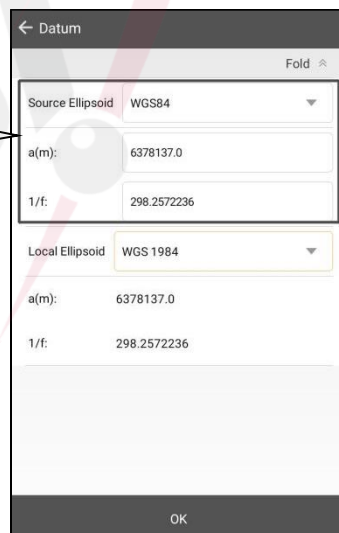 ← Datum
Fold
Source Ellipsoid WGS84
a(m): 6378137.0
1/f: 298.2572236
Local Ellipsoid WGS 1984
a(m): 6378137.0
1/f: 298.2572236
OK